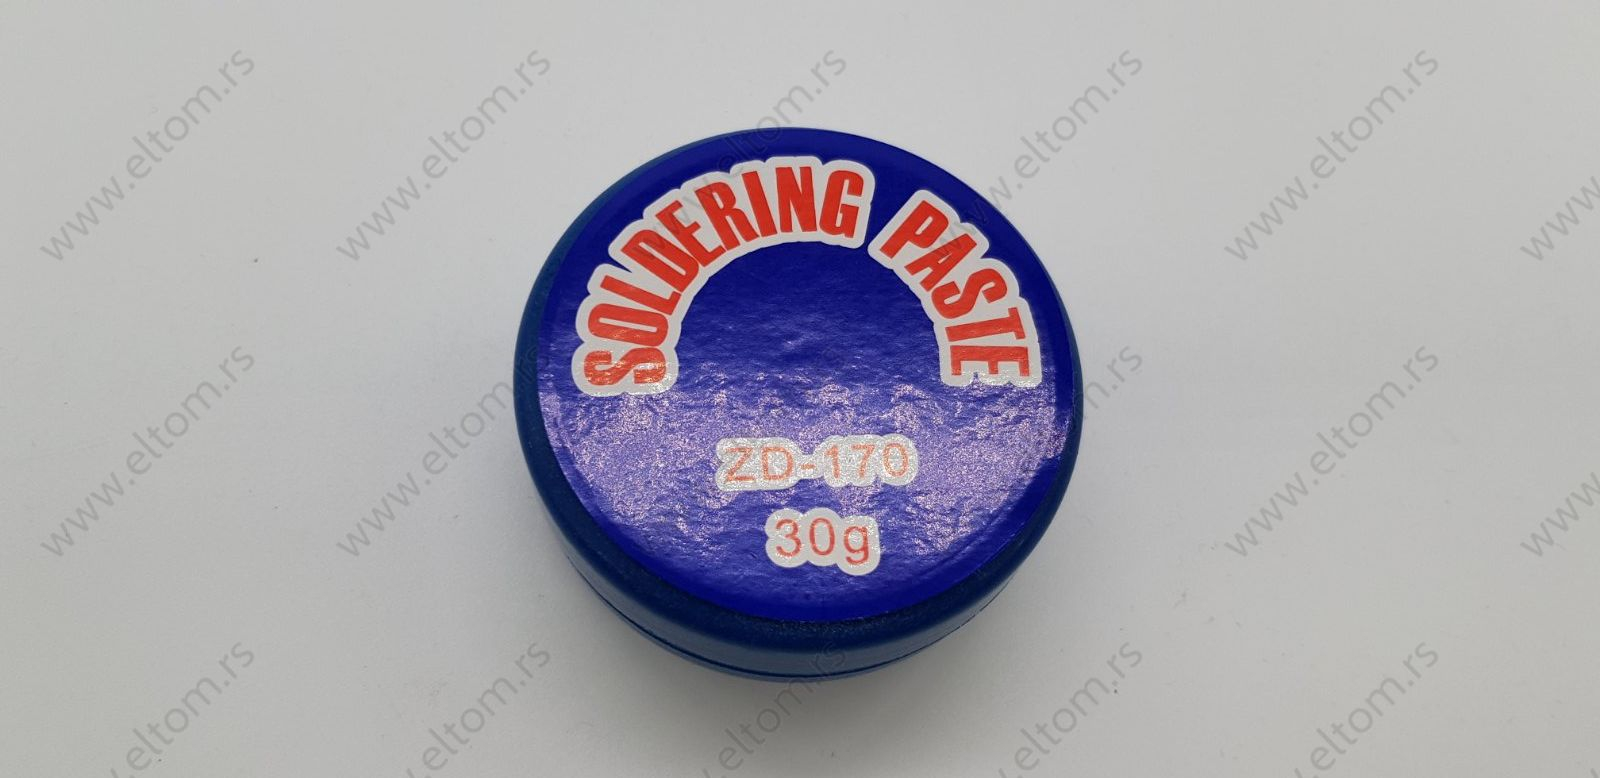 SOLDERING PASTE
ZD-170
30g
www.eltom.rs